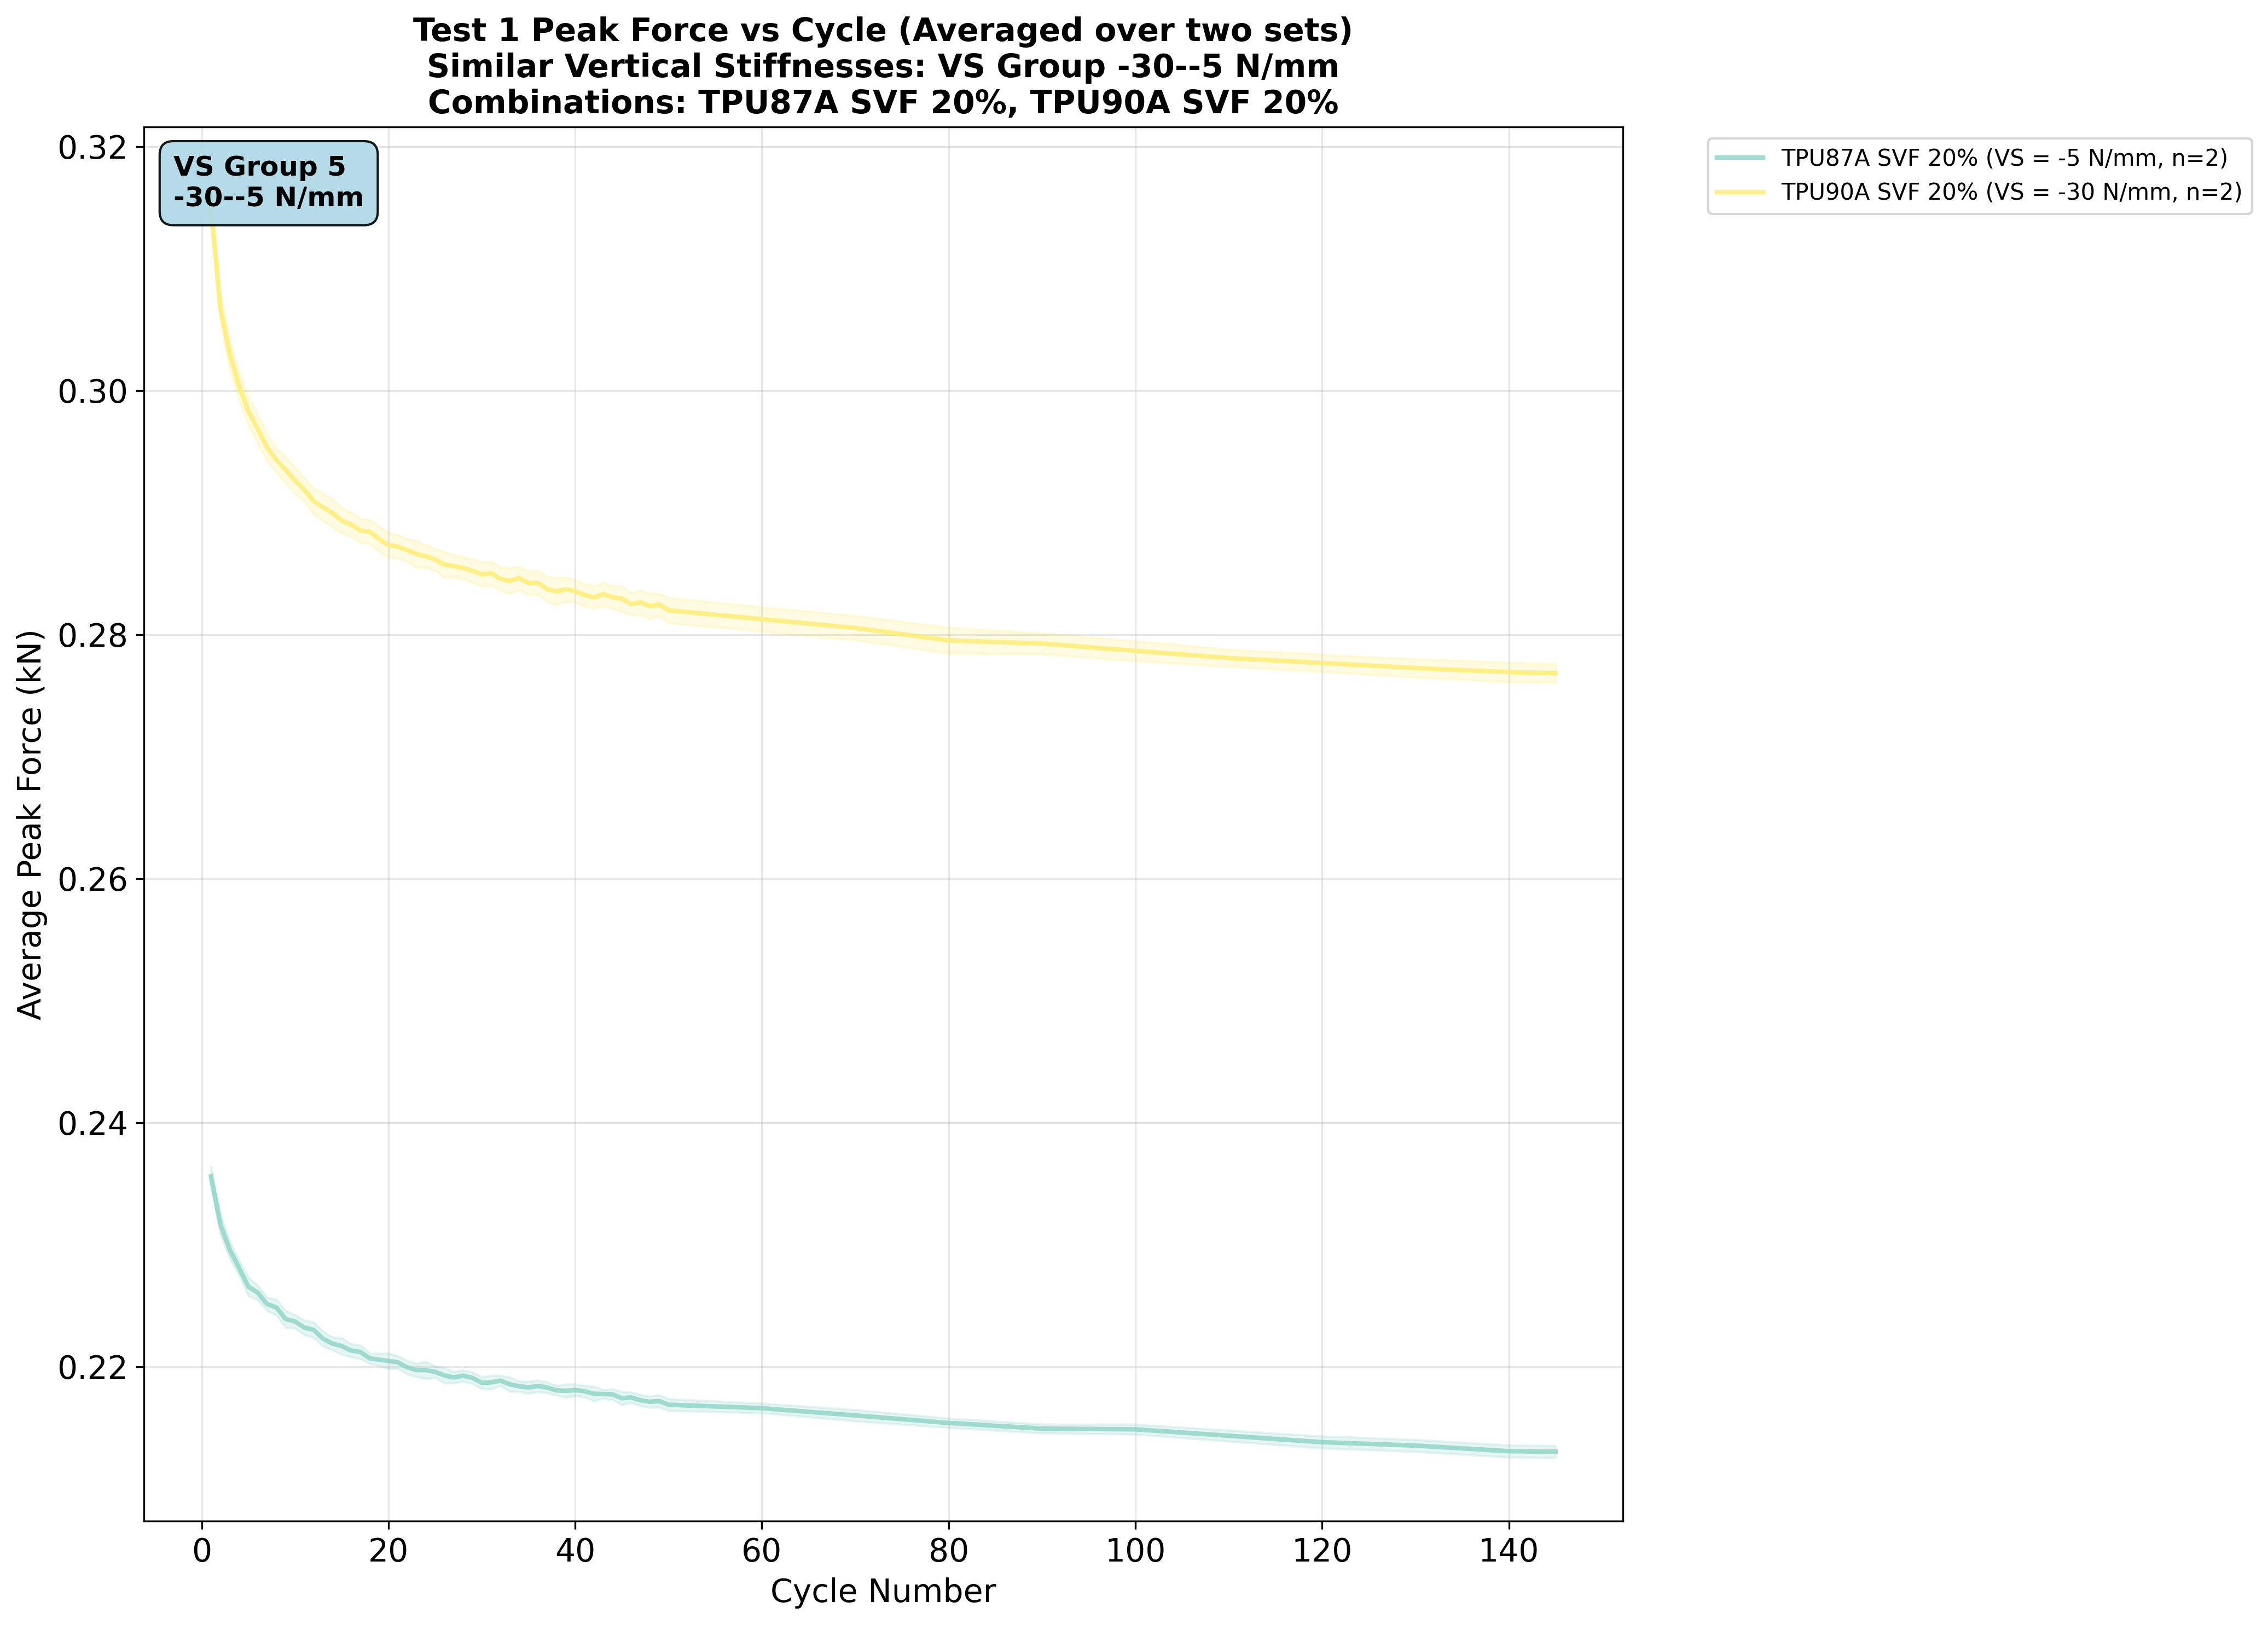 Test 1 Peak Force vs Cycle (Averaged over two sets)
Similar Vertical Stiffnesses: VS Group -30--5 N/mm
Combinations: TPU87A SVF 20%, TPU90A SVF 20%
VS Group 5
-30--5 N/mm
TPU87A SVF 20% (VS = -5 N/mm, n=2)
TPU90A SVF 20% (VS = -30 N/mm, n=2)
Average Peak Force (kN)
0.32
0.30
0.28
0.26
0.24
0.22
0 20 40 60 80 100 120 140
Cycle Number